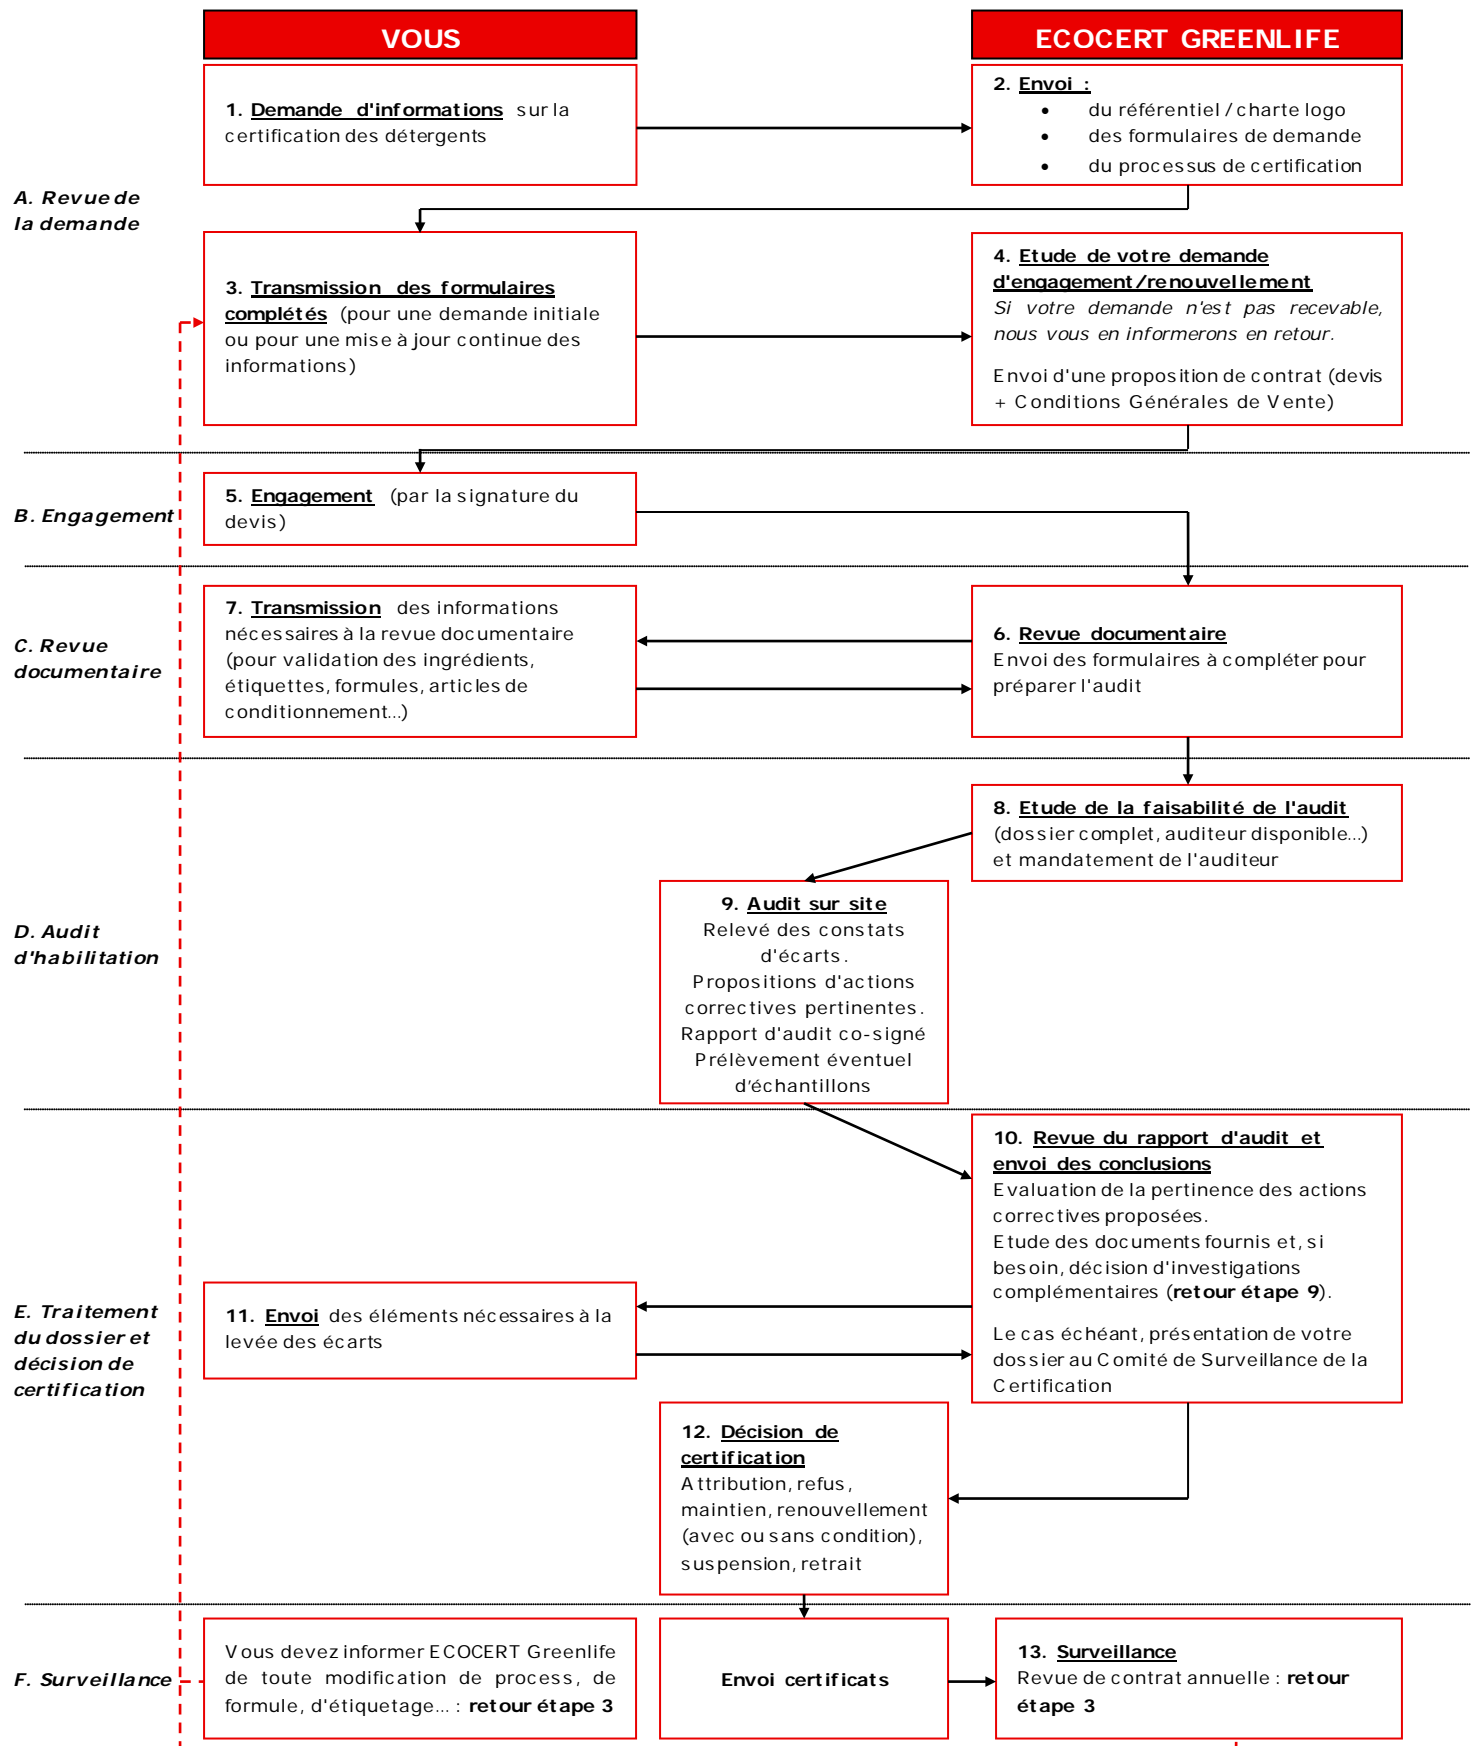 VOUS
ECOCERT GREENLIFE
1. Demande d'informations sur la
certification des détergents
2. Envoi :
• du référentiel / charte logo
• des formulaires de demande
• du processus de certification
A. Revue de
la demande
3. Transmission des formulaires
complétés (pour une demande initiale
ou pour une mise à jour continue des
informations)
4. Etude de votre demande
d'engagement/renouvellement
Si votre demande n'est pas recevable,
nous vous en informerons en retour.
Envoi d'une proposition de contrat (devis
+ Conditions Générales de Vente)
B. Engagement
5. Engagement (par la signature du
devis)
C. Revue
documentaire
7. Transmission des informations
nécessaires à la revue documentaire
(pour validation des ingrédients,
étiquettes, formules, articles de
conditionnement...)
6. Revue documentaire
Envoi des formulaires à compléter pour
préparer l'audit
8. Etude de la faisabilité de l'audit
(dossier complet, auditeur disponible...)
et mandatement de l'auditeur
D. Audit
d'habilitation
9. Audit sur site
Relevé des constats
d'écarts.
Propositions d'actions
correctives pertinentes.
Rapport d'audit co-signé
Prélèvement éventuel
d’échantillons
10. Revue du rapport d'audit et
envoi des conclusions
Evaluation de la pertinence des actions
correctives proposées.
Etude des documents fournis et, si
besoin, décision d'investigations
complémentaires (retour étape 9).
Le cas échéant, présentation de votre
dossier au Comité de Surveillance de la
Certification
E. Traitement
du dossier et
décision de
certification
11. Envoi des éléments nécessaires à la
levée des écarts
12. Décision de
certification
Attribution, refus,
maintien, renouvellement
(avec ou sans condition),
suspension, retrait
F. Surveillance
Vous devez informer ECOCERT Greenlife
de toute modification de process, de
formule, d'étiquetage... : retour étape 3
Envoi certificats
13. Surveillance
Revue de contrat annuelle : retour
étape 3